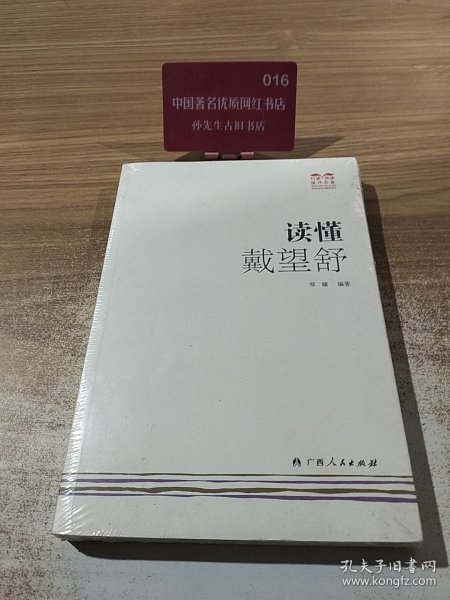 016
中国著名优质网红书店
孙先生古旧书店
读懂
戴望舒
编著
广西人民出版社
孔夫子旧书网
www.kongfz.com